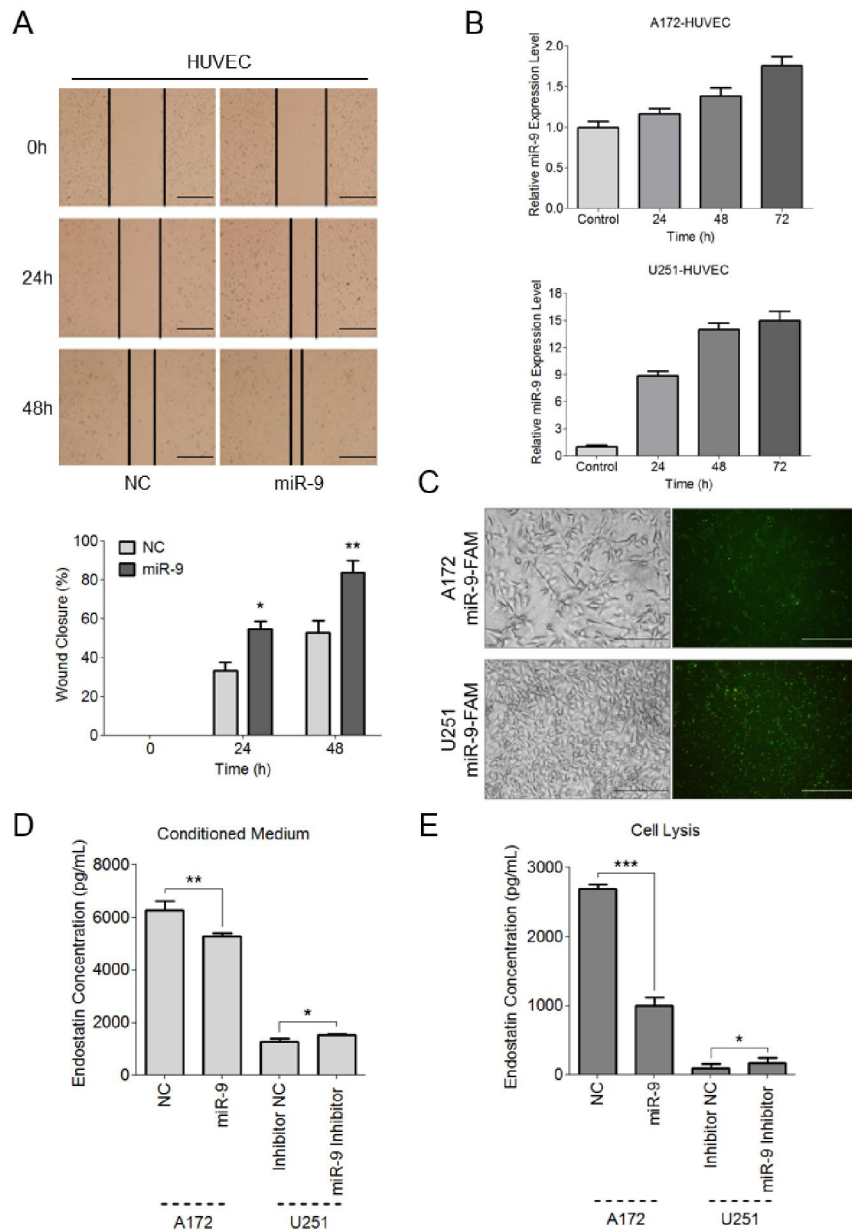 A
HUVEC
0h
24h
48h
NC miR-9
NC
miR-9
Wound Closure (%)
100
80
60
40
20
0
* **
0 24 48
Time (h)
B
A172-HUVEC
Relative miR-9 Expression Level
2.0
1.5
1.0
0.5
0.0
Control 24 48 72
Time (h)
U251-HUVEC
Relative miR-9 Expression Level
18
15
12
9
6
3
0
Control 24 48 72
Time (h)
C
A172
miR-9-FAM
U251
miR-9-FAM
D
Conditioned Medium
Endostatin Concentration (pg/mL)
8000
6000
4000
2000
0
** *
NC miR-9 Inhibitor NC miR-9 Inhibitor
A172 U251
E
Cell Lysis
Endostatin Concentration (pg/mL)
3000
2000
1000
0
*** *
NC miR-9 Inhibitor NC miR-9 Inhibitor
A172 U251